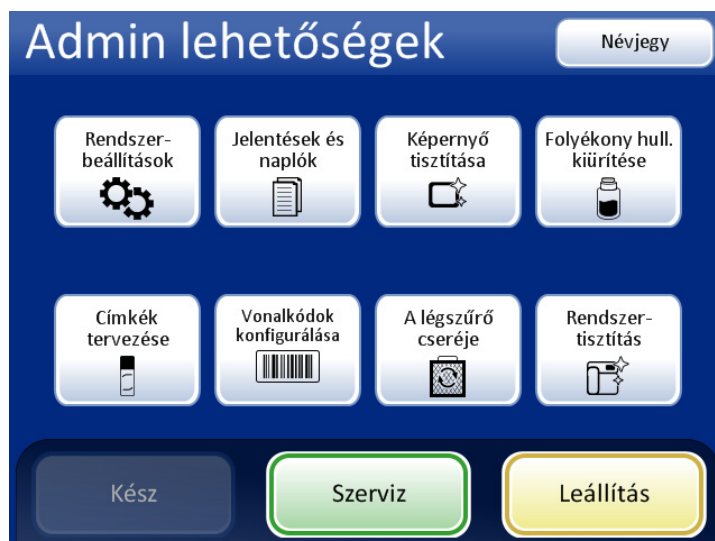 Admin lehetőségek
Névjegy
Rendszer-
beállítások
Jelentések és
naplók
Képernyő
tisztítása
Folyékony hull.
kiürítése
Címkék
tervezése
Vonalkódok
konfigurálása
A légszűrő
cseréje
Rendszer-
tisztítás
Kész
Szerviz
Leállítás